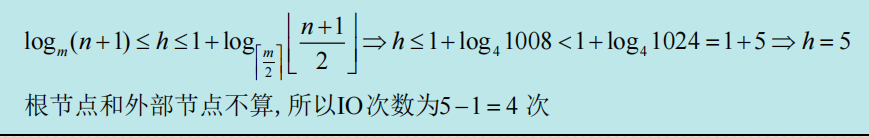 log_m(n+1) ≤ h ≤ 1 + log_⌈m/2⌉ ⌊(n+1)/2⌋ ⇒ h ≤ 1 + log_4 1008 < 1 + log_4 1024 = 1 + 5 ⇒ h = 5
根节点和外部节点不算, 所以IO次数为5−1 = 4 次